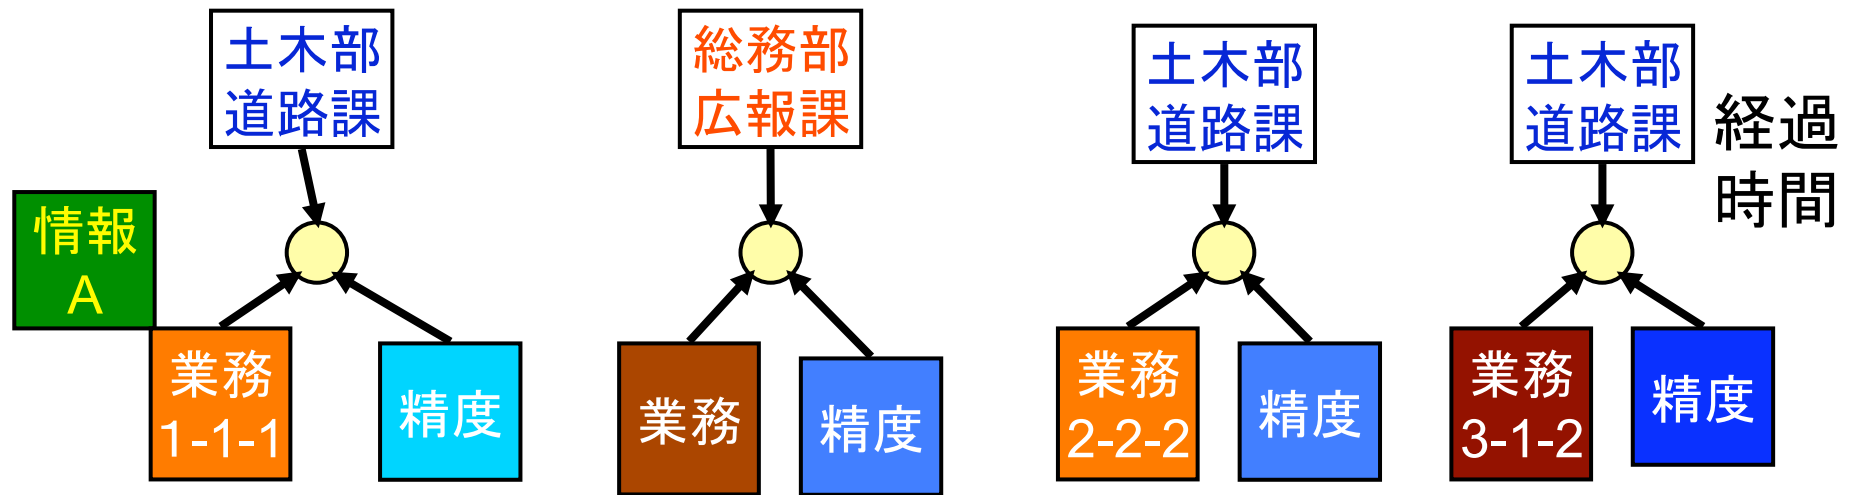 土木部
道路課
総務部
広報課
土木部
道路課
土木部
道路課
経過
時間
情報
A
業務
1-1-1
精度
業務
精度
業務
2-2-2
精度
業務
3-1-2
精度